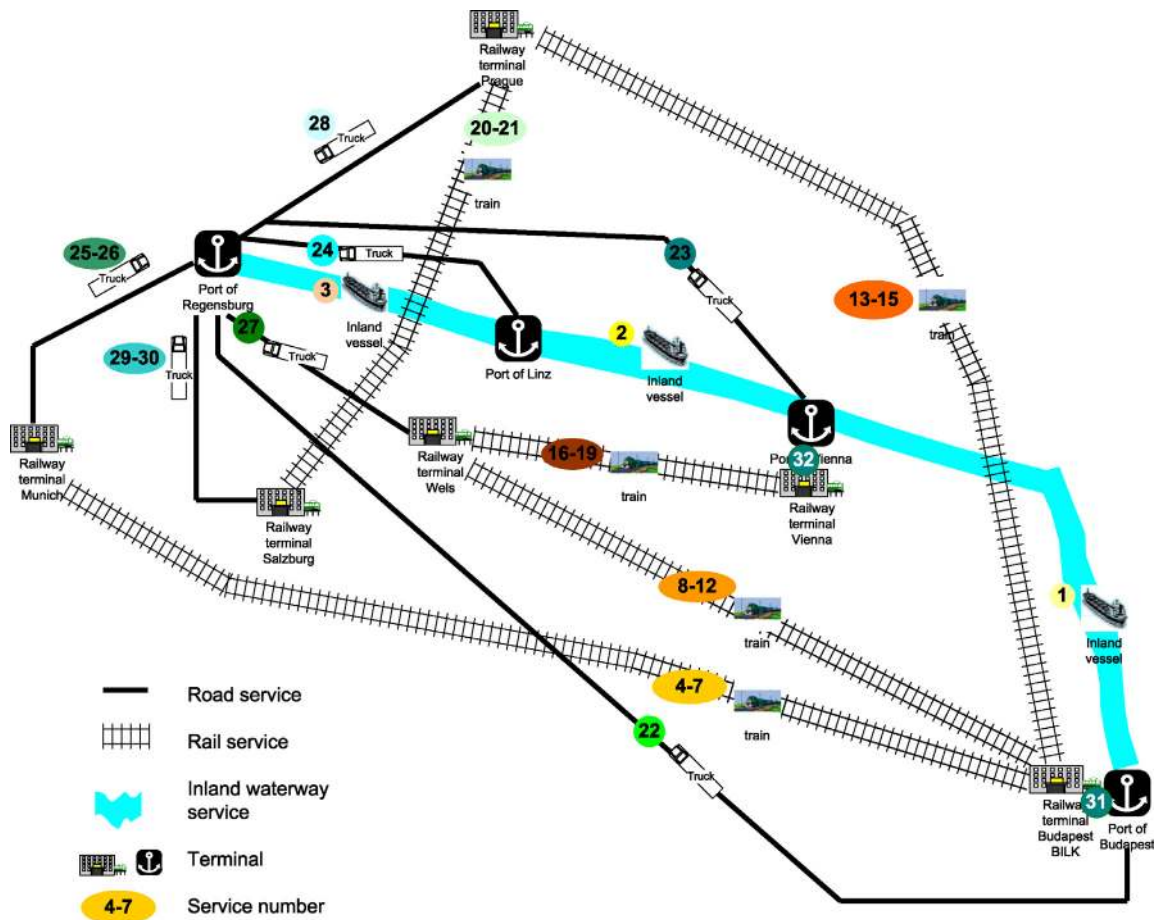 Railway
terminal
Prague
28
Truck
20-21
train
25-26
Truck
24
Truck
23
Truck
Port of
Regensburg
3
Inland
vessel
13-15
train
27
Truck
2
Inland
vessel
Port of Linz
29-30
Truck
Railway
terminal
Munich
Railway
terminal
Wels
16-19
train
Port Vienna
32
Railway
terminal
Vienna
Railway
terminal
Salzburg
8-12
train
1
Inland
vessel
4-7
train
22
Truck
Railway
terminal
Budapest
BILK
31
Port of
Budapest
Road service
Rail service
Inland waterway
service
Terminal
4-7
Service number